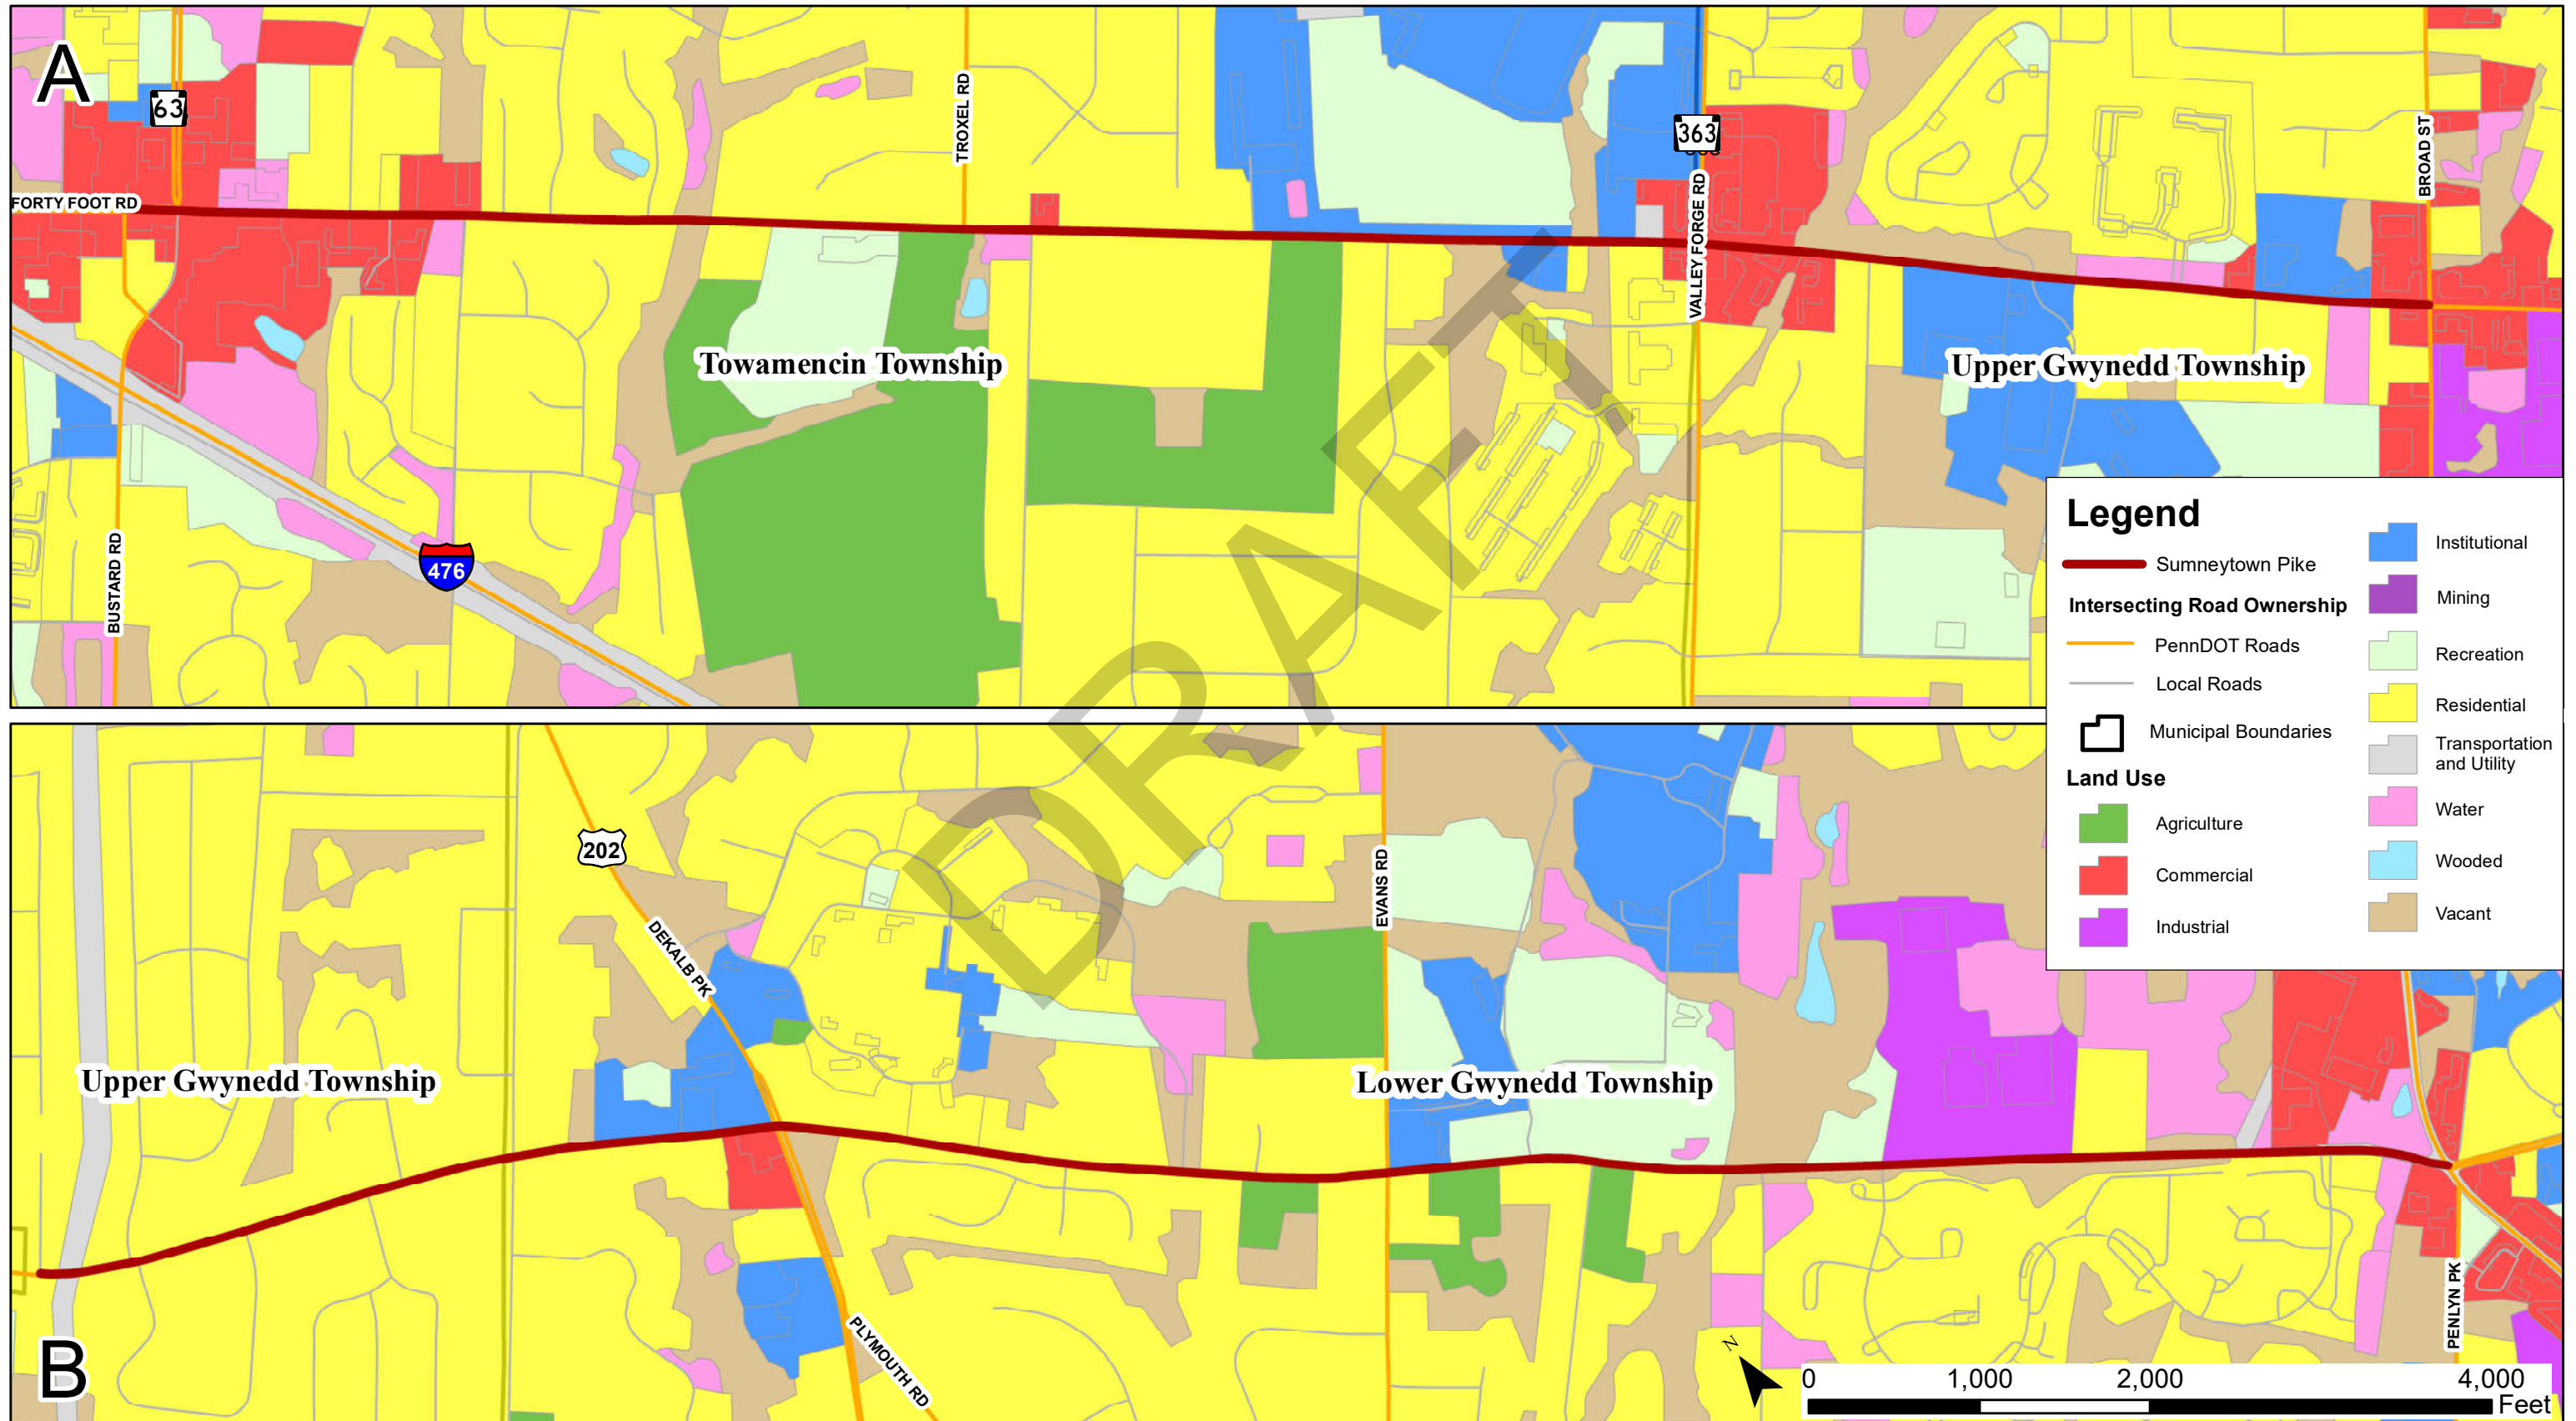 A
63
FORTY FOOT RD
TROXEL RD
363
VALLEY FORGE RD
BROAD ST
Towamencin Township
Upper Gwynedd Township
BUSTARD RD
476
DRAFT
Legend
Sumneytown Pike
Intersecting Road Ownership
PennDOT Roads
Local Roads
Municipal Boundaries
Land Use
Agriculture
Commercial
Industrial
Institutional
Mining
Recreation
Residential
Transportation
and Utility
Water
Wooded
Vacant
202
DEKALB PK
EVANS RD
Upper Gwynedd Township
Lower Gwynedd Township
PLYMOUTH RD
PENLLYN PK
B
N
0 1,000 2,000 4,000
Feet